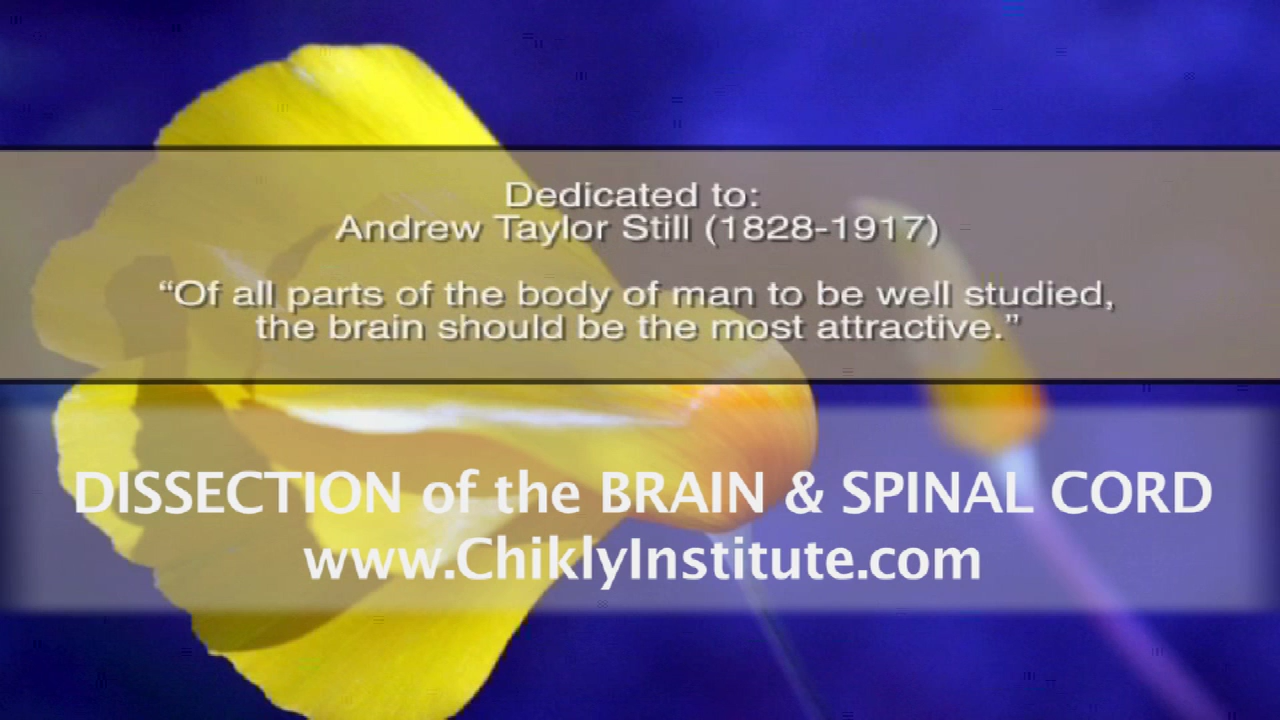 Dedicated to:
Andrew Taylor Still (1828-1917)
“Of all parts of the body of man to be well studied,
the brain should be the most attractive.”
DISSECTION of the BRAIN & SPINAL CORD
www.ChiklyInstitute.com